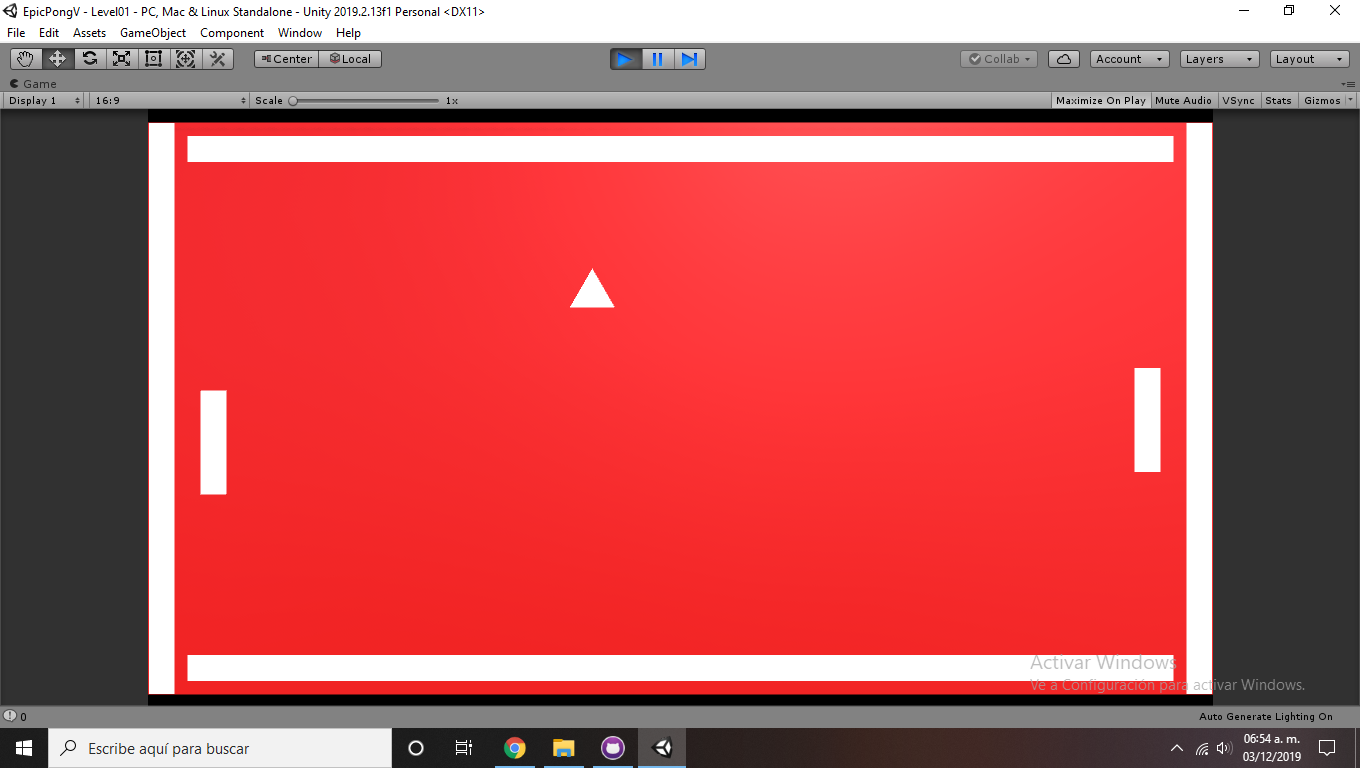 EpicPongV - Level01 - PC, Mac & Linux Standalone - Unity 2019.2.13f1 Personal <DX11>
File Edit Assets GameObject Component Window Help
Center Local Collab Account Layers Layout
Game
Display 1 16:9 Scale 1x Maximize On Play Mute Audio VSync Stats Gizmos
Activar Windows
Ve a Configuración para activar Windows.
0 Auto Generate Lighting On
Escribe aquí para buscar
06:54 a. m.
03/12/2019